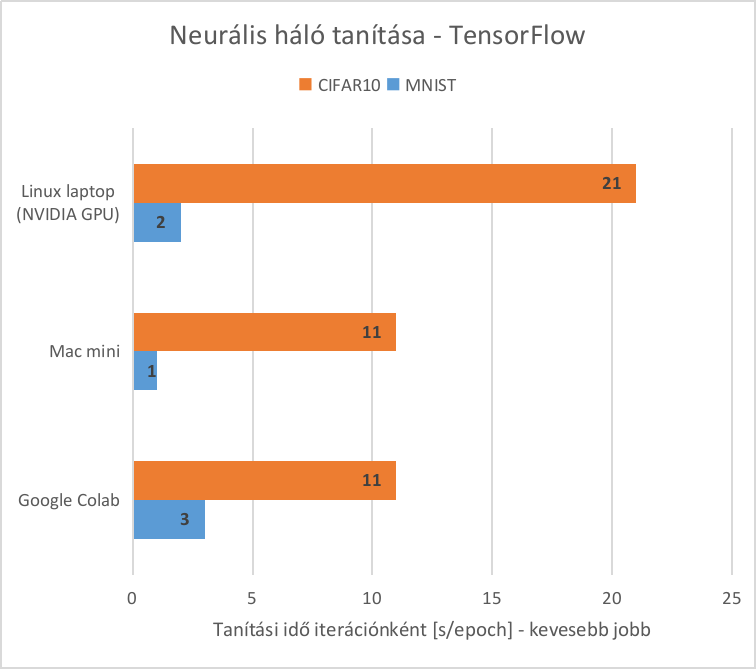 Neurális háló tanítása - TensorFlow
CIFAR10 MNIST
Linux laptop
(NVIDIA GPU)
21
2
Mac mini
11
1
Google Colab
11
3
0 5 10 15 20 25
Tanítási idő iterációnként [s/epoch] - kevesebb jobb